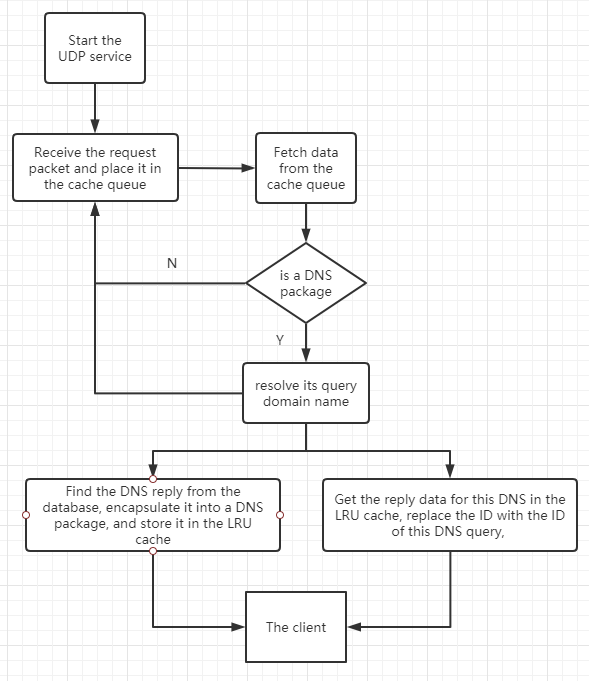 Start the
UDP service
Receive the request
packet and place it in
the cache queue
Fetch data
from the
cache queue
N
is a DNS
package
Y
resolve its query
domain name
Find the DNS reply from the
database, encapsulate it into a DNS
package, and store it in the LRU
cache
Get the reply data for this DNS in the
LRU cache, replace the ID with the ID
of this DNS query,
The client